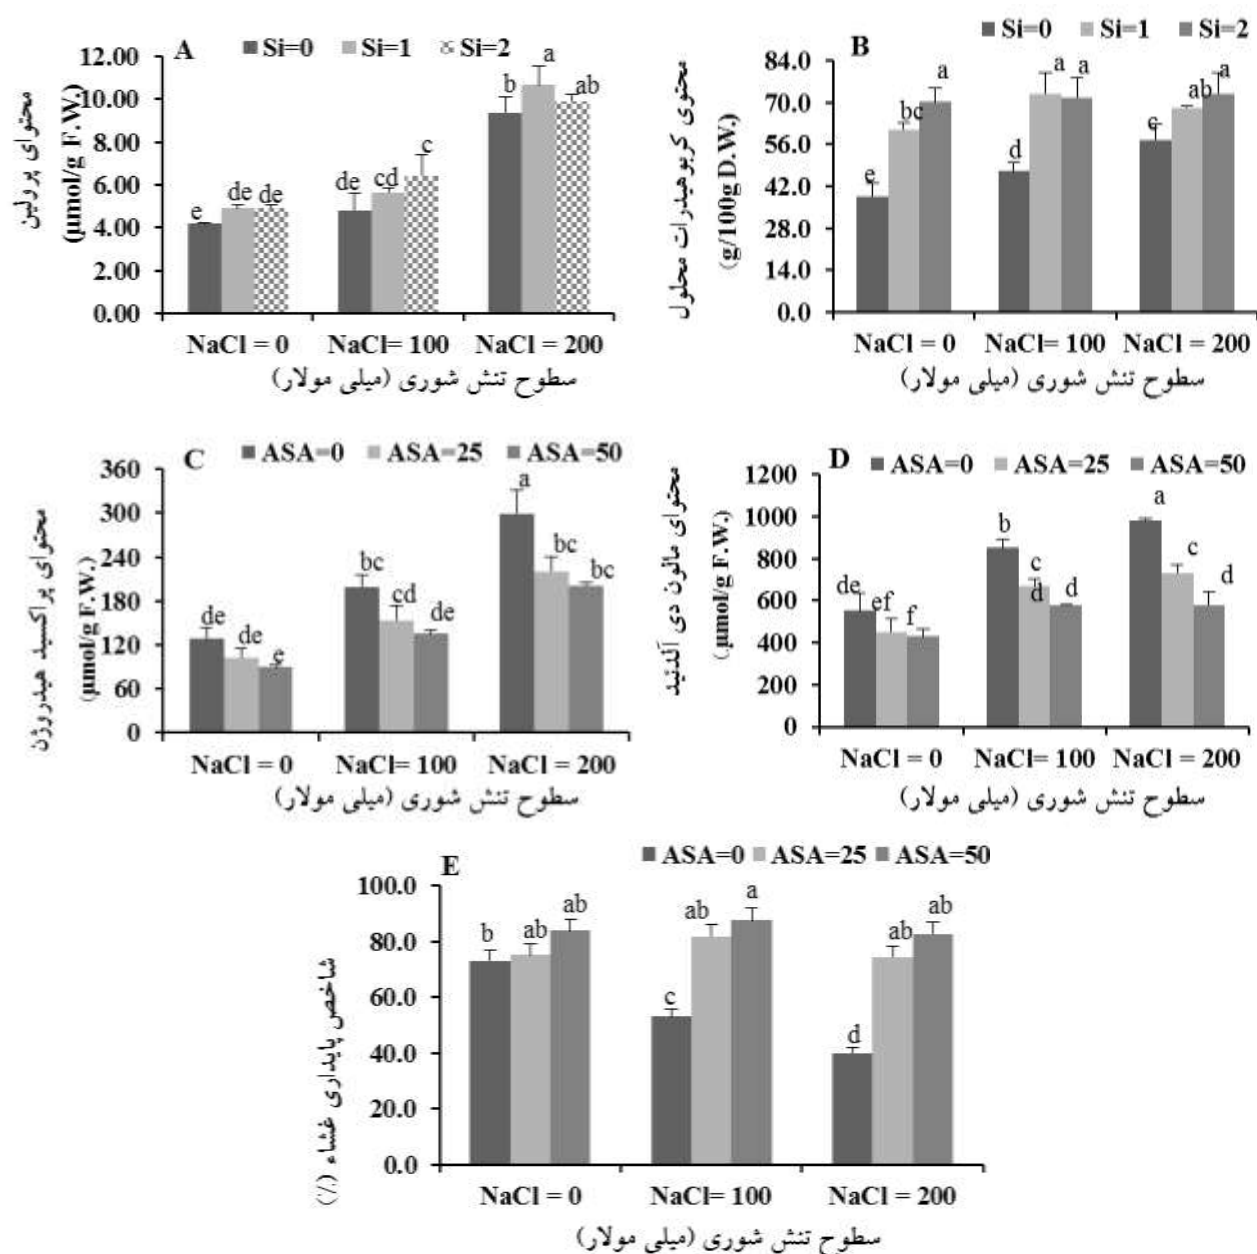 A
Si=0 Si=1 Si=2
محتوای پرولین
(µmol/g F.W.)
12.00
10.00
8.00
6.00
4.00
2.00
0.00
e de de
de cd c
b a ab
NaCl = 0 NaCl= 100 NaCl = 200
سطوح تنش شوری (میلی مولار)
B
Si=0 Si=1 Si=2
محتوی کربوهیدرات محلول
(g/100g D.W.)
84.0
70.0
56.0
42.0
28.0
14.0
0.0
e bc a
d a a
c ab a
NaCl = 0 NaCl= 100 NaCl = 200
سطوح تنش شوری (میلی مولار)
C
ASA=0 ASA=25 ASA=50
محتوای پراکسید هیدروژن
(µmol/g F.W.)
360
300
240
180
120
60
0
de de e
bc cd de
a bc bc
NaCl = 0 NaCl= 100 NaCl = 200
سطوح تنش شوری (میلی مولار)
D
ASA=0 ASA=25 ASA=50
محتوای مالون دی آلدئید
(µmol/g F.W.)
1200
1000
800
600
400
200
0
de ef f
b c d d
a c d
NaCl = 0 NaCl= 100 NaCl = 200
سطوح تنش شوری (میلی مولار)
E
ASA=0 ASA=25 ASA=50
شاخص پایداری غشاء (٪)
100.0
80.0
60.0
40.0
20.0
0.0
b ab ab
c ab a
d ab ab
NaCl = 0 NaCl= 100 NaCl = 200
سطوح تنش شوری (میلی مولار)